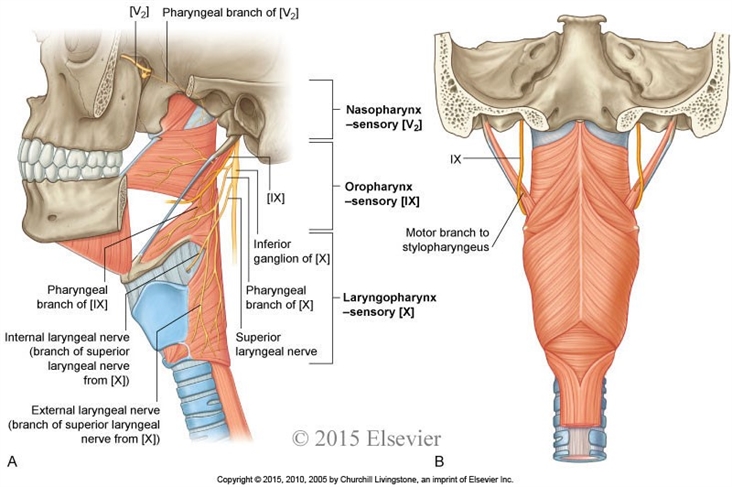 [V₂]
Pharyngeal branch of [V₂]
Nasopharynx
–sensory [V₂]
[IX]
Oropharynx
–sensory [IX]
Inferior
ganglion of [X]
Pharyngeal
branch of [IX]
Pharyngeal
branch of [X]
Laryngopharynx
–sensory [X]
Internal laryngeal nerve
(branch of superior
laryngeal nerve
from [X])
Superior
laryngeal nerve
External laryngeal nerve
(branch of superior laryngeal
nerve from [X])
A
IX
Motor branch to
stylopharyngeus
B
© 2015 Elsevier
Copyright © 2015, 2010, 2005 by Churchill Livingstone, an imprint of Elsevier Inc.